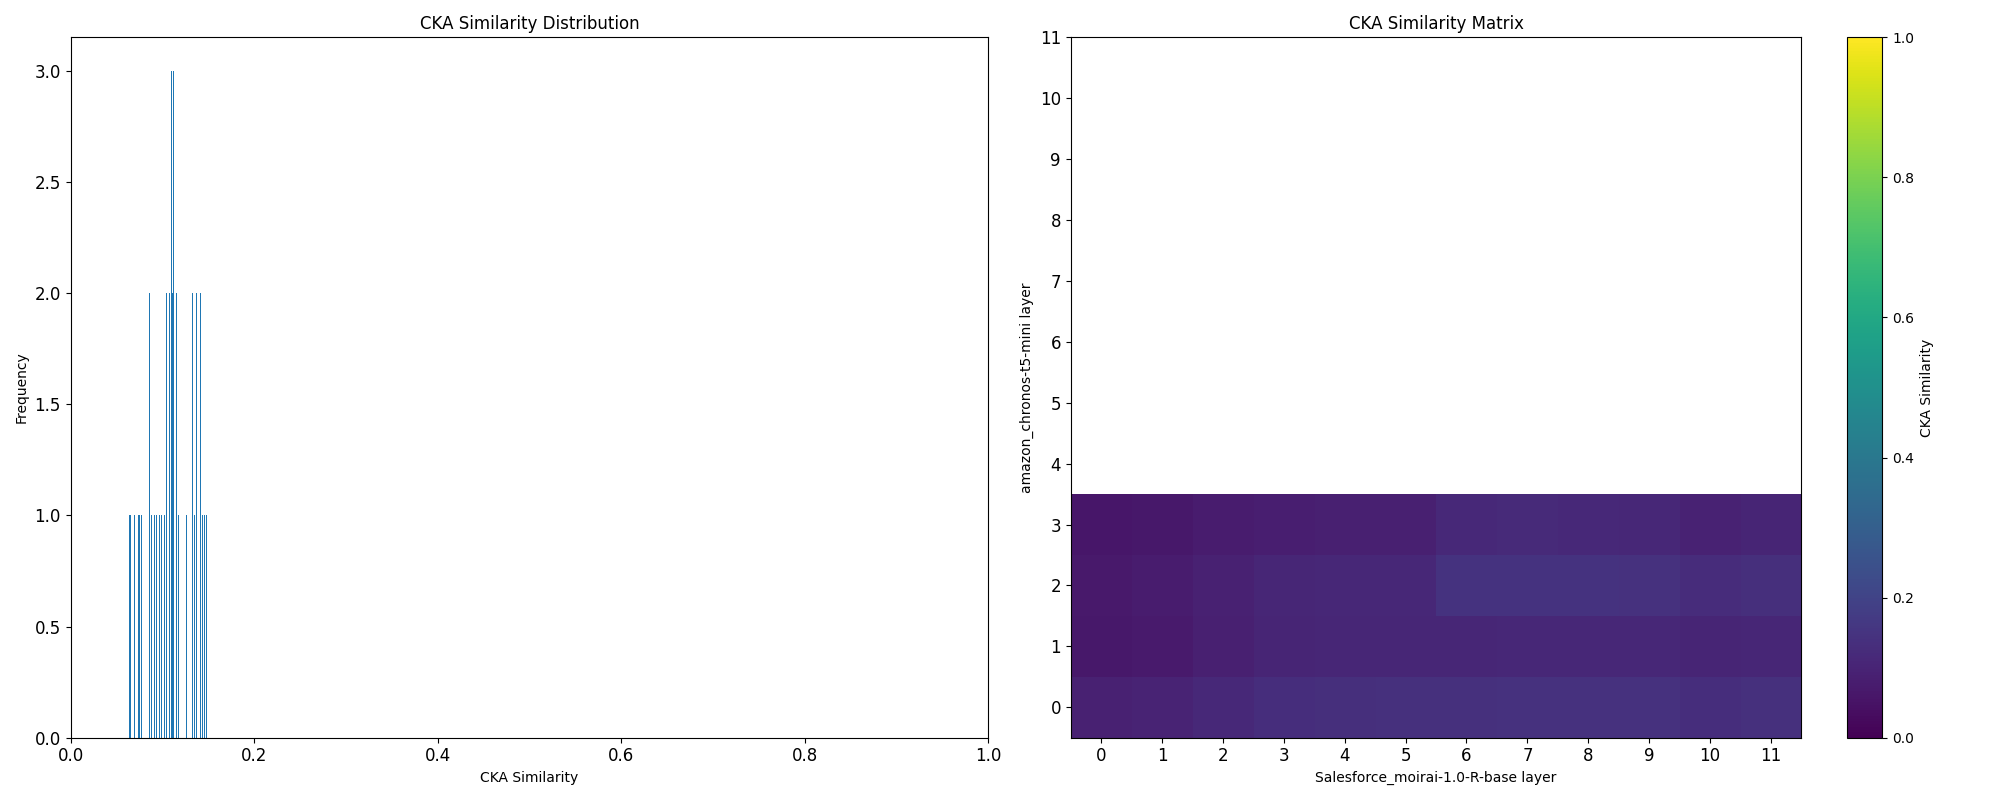 CKA Similarity Distribution
3.0
2.5
2.0
1.5
1.0
0.5
0.0
Frequency
0.0 0.2 0.4 0.6 0.8 1.0
CKA Similarity
CKA Similarity Matrix
11
10
9
8
7
6
5
4
3
2
1
0
amazon_chronos-t5-mini layer
0 1 2 3 4 5 6 7 8 9 10 11
Salesforce_moirai-1.0-R-base layer
1.0
0.8
0.6
0.4
0.2
0.0
CKA Similarity